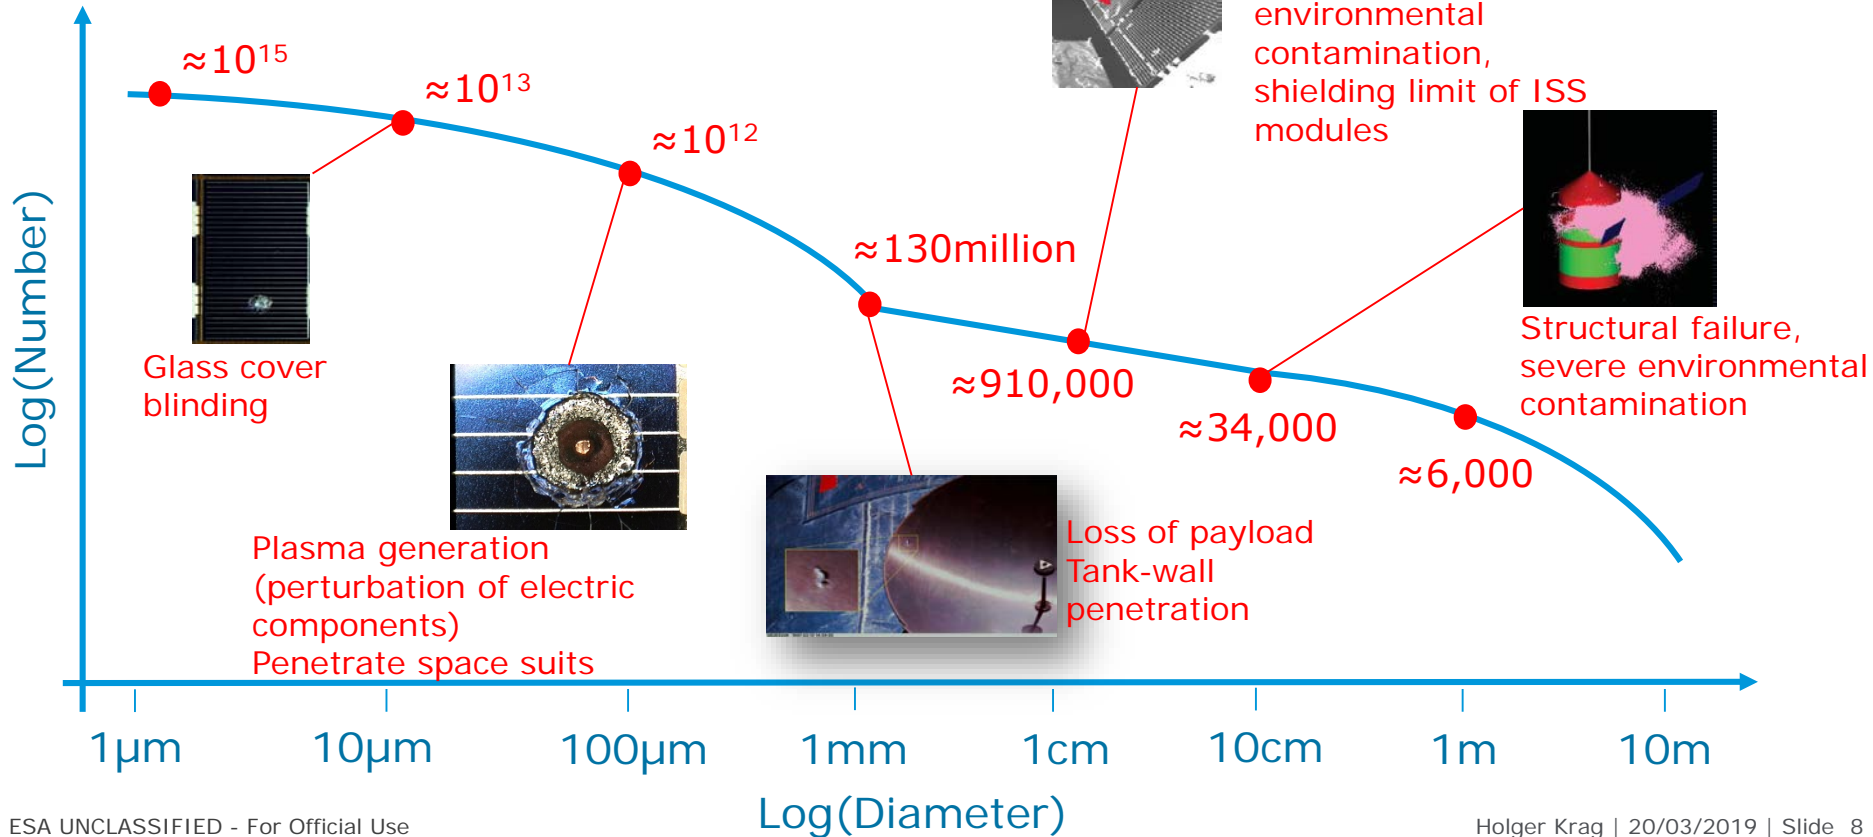 environmental
contamination,
shielding limit of ISS
modules
≈10¹⁵
≈10¹³
≈10¹²
≈130million
≈910,000
≈34,000
≈6,000
Glass cover
blinding
Plasma generation
(perturbation of electric
components)
Penetrate space suits
Loss of payload
Tank-wall
penetration
Structural failure,
severe environmental
contamination
Log(Number)
1µm 10µm 100µm 1mm 1cm 10cm 1m 10m
Log(Diameter)
ESA UNCLASSIFIED - For Official Use
Holger Krag | 20/03/2019 | Slide 8